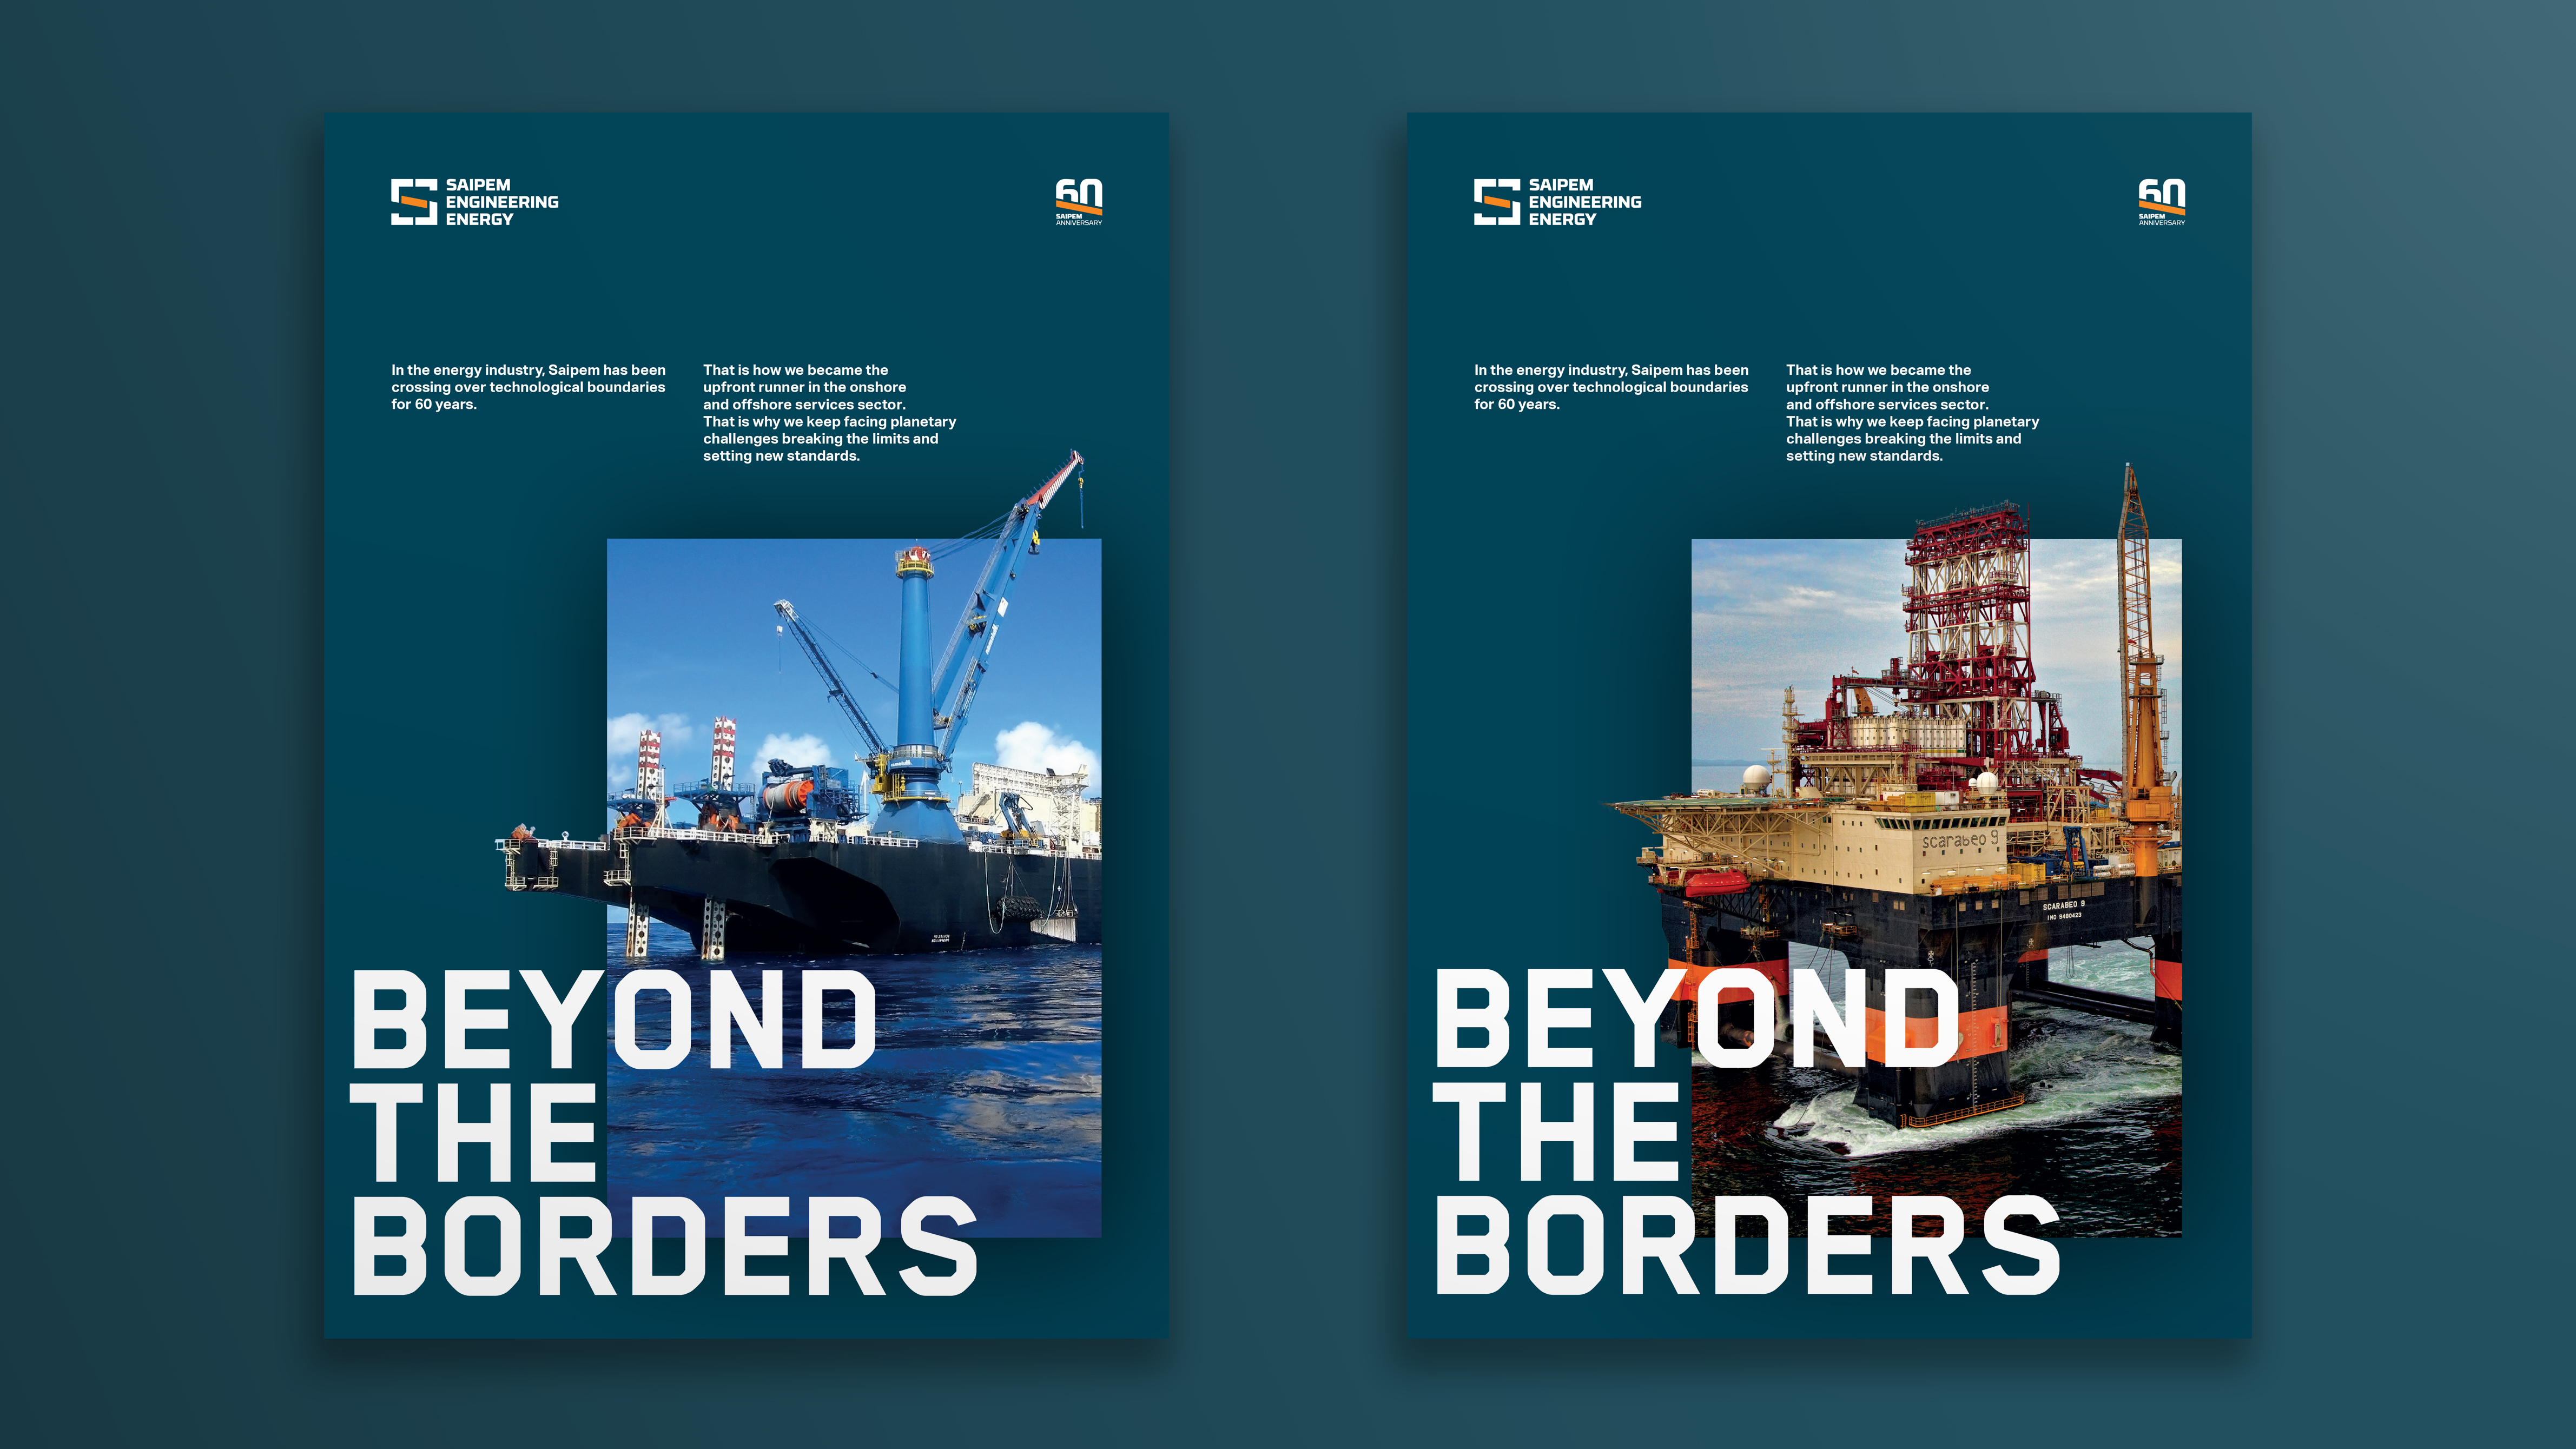 SAIPEM
ENGINEERING
ENERGY
60
SAIPEM
ANNIVERSARY
In the energy industry, Saipem has been
crossing over technological boundaries
for 60 years.
That is how we became the
upfront runner in the onshore
and offshore services sector.
That is why we keep facing planetary
challenges breaking the limits and
setting new standards.
BEYOND
THE
BORDERS
SAIPEM
ENGINEERING
ENERGY
60
SAIPEM
ANNIVERSARY
In the energy industry, Saipem has been
crossing over technological boundaries
for 60 years.
That is how we became the
upfront runner in the onshore
and offshore services sector.
That is why we keep facing planetary
challenges breaking the limits and
setting new standards.
scarabeo 9
SCARABEO 9
IMO 9480423
BEYOND
THE
BORDERS